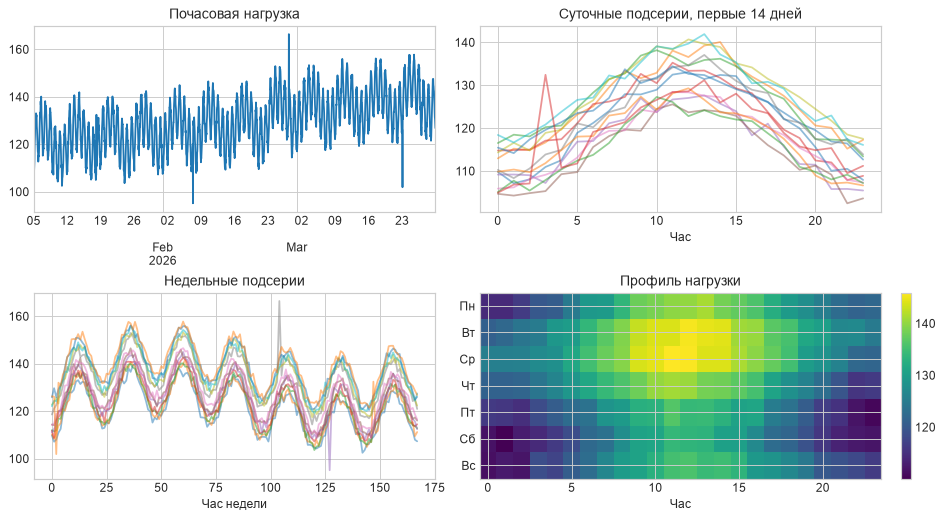 Почасовая нагрузка
160
140
120
100
05 12 19 26 02 09 16 23 02 09 16 23
Feb Mar
2026
Суточные подсерии, первые 14 дней
140
130
120
110
0 5 10 15 20
Час
Недельные подсерии
160
140
120
100
0 25 50 75 100 125 150 175
Час недели
Профиль нагрузки
Пн
Вт
Ср
Чт
Пт
Сб
Вс
0 5 10 15 20
Час
140
130
120